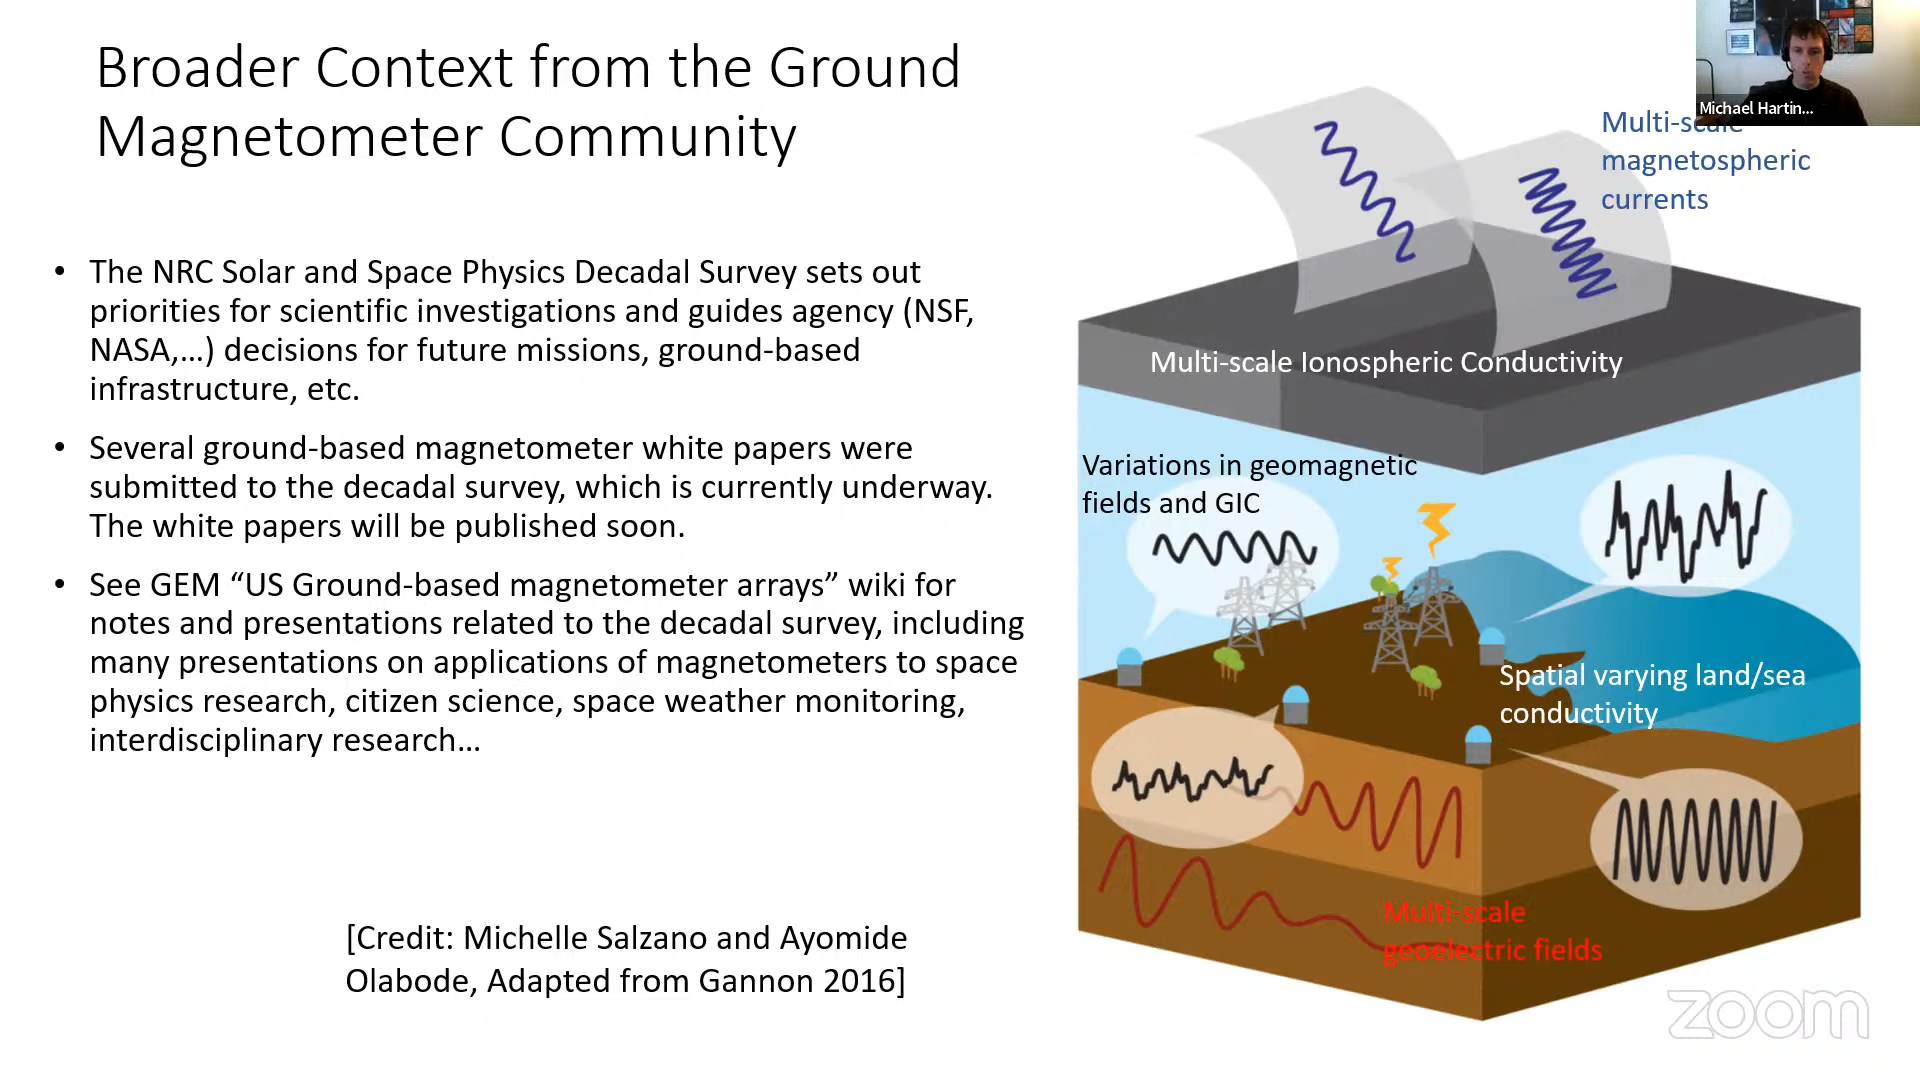 Broader Context from the Ground
Magnetometer Community
• The NRC Solar and Space Physics Decadal Survey sets out
priorities for scientific investigations and guides agency (NSF,
NASA,...) decisions for future missions, ground-based
infrastructure, etc.
• Several ground-based magnetometer white papers were
submitted to the decadal survey, which is currently underway.
The white papers will be published soon.
• See GEM “US Ground-based magnetometer arrays” wiki for
notes and presentations related to the decadal survey, including
many presentations on applications of magnetometers to space
physics research, citizen science, space weather monitoring,
interdisciplinary research…
[Credit: Michelle Salzano and Ayomide
Olabode, Adapted from Gannon 2016]
Michael Hartin...
Multi-scale
magnetospheric
currents
Multi-scale Ionospheric Conductivity
Variations in geomagnetic
fields and GIC
Spatial varying land/sea
conductivity
Multi-scale
geoelectric fields
zoom